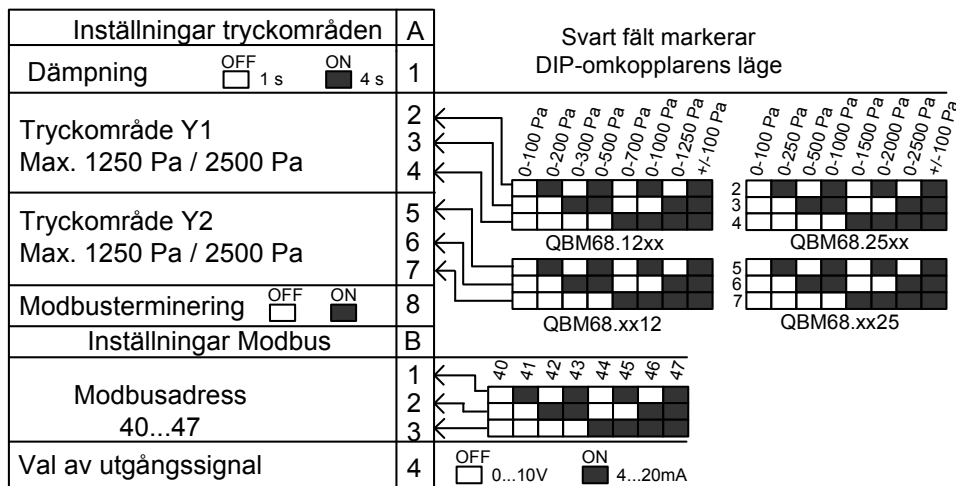 Inställningar tryckområden A
Svart fält markerar
DIP-omkopplarens läge
Dämpning OFF 1 s ON 4 s 1
Tryckområde Y1
Max. 1250 Pa / 2500 Pa
2
3
4
0-100 Pa 0-200 Pa 0-300 Pa 0-500 Pa 0-700 Pa 0-1000 Pa 0-1250 Pa +/-100 Pa
QBM68.12xx
0-100 Pa 0-250 Pa 0-500 Pa 0-1000 Pa 0-1500 Pa 0-2000 Pa 0-2500 Pa +/-100 Pa
2
3
4
QBM68.25xx
Tryckområde Y2
Max. 1250 Pa / 2500 Pa
5
6
7
QBM68.xx12
5
6
7
QBM68.xx25
Modbusterminering OFF ON 8
Inställningar Modbus B
Modbusadress
40...47
1
2
3
40 41 42 43 44 45 46 47
Val av utgångssignal 4 OFF 0...10V ON 4...20mA